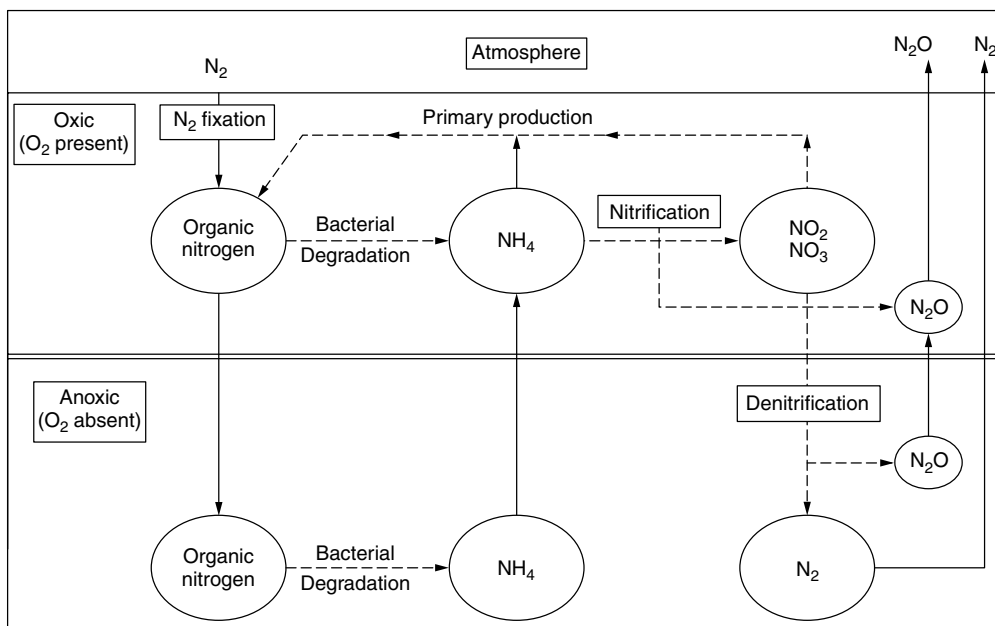 Atmosphere
N₂
N₂O
N₂
Oxic
(O₂ present)
N₂ fixation
Primary production
Organic
nitrogen
Bacterial
Degradation
NH₄
Nitrification
NO₂
NO₃
N₂O
Anoxic
(O₂ absent)
Denitrification
N₂O
Organic
nitrogen
Bacterial
Degradation
NH₄
N₂